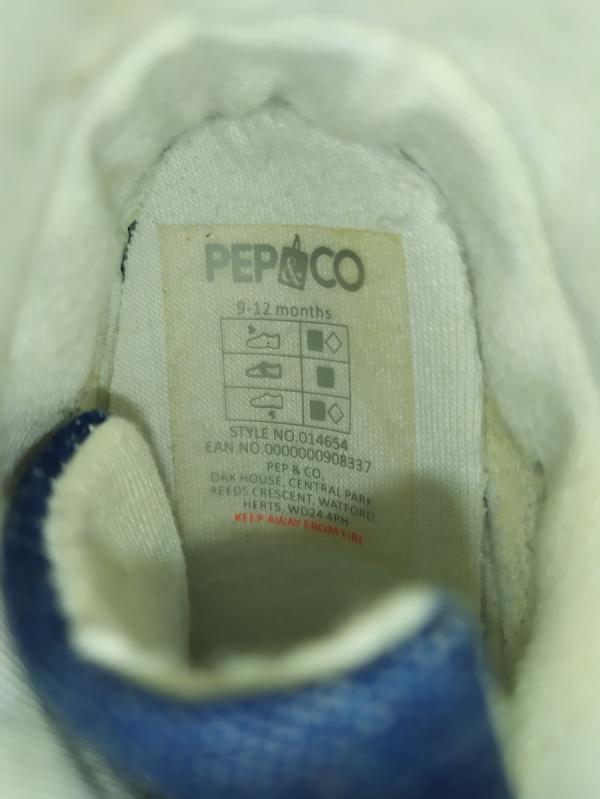 PEP&CO
9-12 months
STYLE NO.014654
EAN NO.0000000908337
PEP & CO,
OAK HOUSE, CENTRAL PARK
REEDS CRESCENT, WATFORD
HERTS, WD24 4PH
KEEP AWAY FROM FIRE